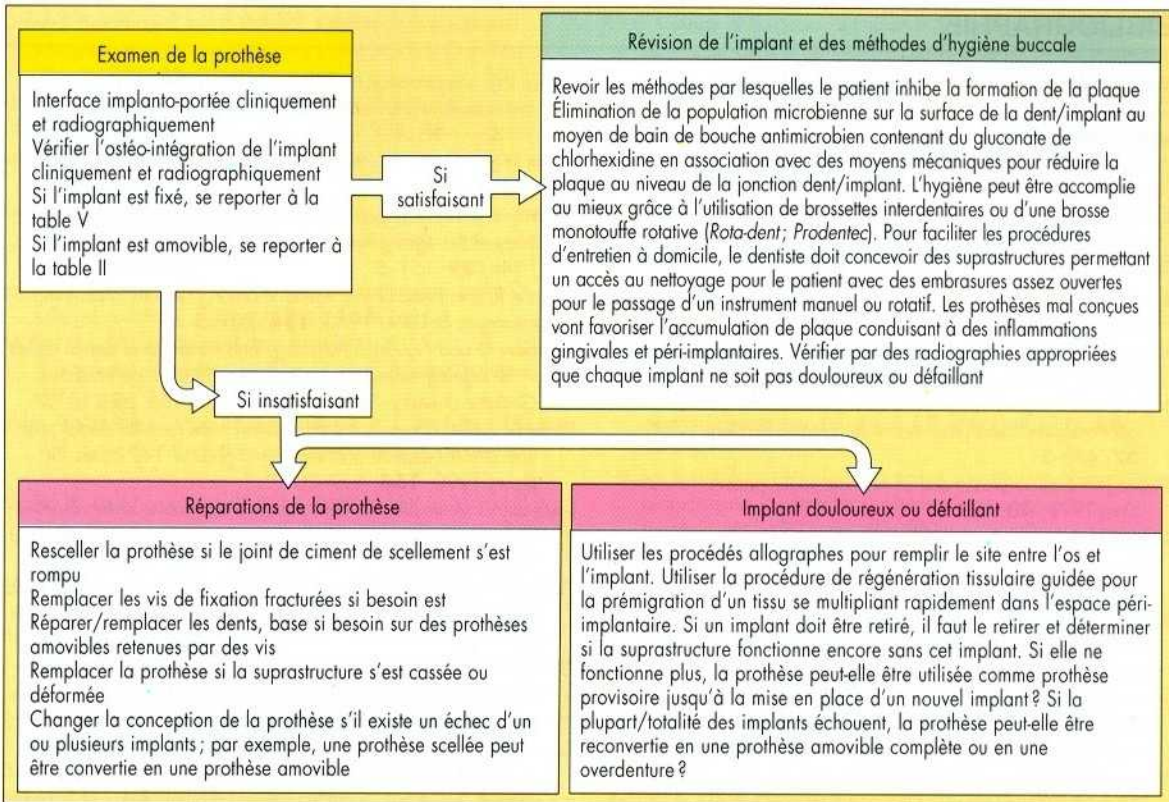 Examen de la prothèse
Interface implanto-portée cliniquement
et radiographiquement
Vérifier l'ostéo-intégration de l'implant
cliniquement et radiographiquement
Si l'implant est fixé, se reporter à la
table V
Si l'implant est amovible, se reporter à
la table II
Si
satisfaisant
Révision de l'implant et des méthodes d'hygiène buccale
Revoir les méthodes par lesquelles le patient inhibe la formation de la plaque
Élimination de la population microbienne sur la surface de la dent/implant au
moyen de bain de bouche antimicrobien contenant du gluconate de
chlorhexidine en association avec des moyens mécaniques pour réduire la
plaque au niveau de la jonction dent/implant. L'hygiène peut être accomplie
au mieux grâce à l'utilisation de brossettes interdentaires ou d'une brosse
monotouffe rotative (Rota-dent; Prodentec). Pour faciliter les procédures
d'entretien à domicile, le dentiste doit concevoir des suprastructures permettant
un accès au nettoyage pour le patient avec des embrasures assez ouvertes
pour le passage d'un instrument manuel ou rotatif. Les prothèses mal conçues
vont favoriser l'accumulation de plaque conduisant à des inflammations
gingivales et péri-implantaires. Vérifier par des radiographies appropriées
que chaque implant ne soit pas douloureux ou défaillant
Si insatisfaisant
Réparations de la prothèse
Resceller la prothèse si le joint de ciment de scellement s'est
rompu
Remplacer les vis de fixation fracturées si besoin est
Réparer/remplacer les dents, base si besoin sur des prothèses
amovibles retenues par des vis
Remplacer la prothèse si la suprastructure s'est cassée ou
déformée
Changer la conception de la prothèse s'il existe un échec d'un
ou plusieurs implants; par exemple, une prothèse scellée peut
être convertie en une prothèse amovible
Implant douloureux ou défaillant
Utiliser les procédés allographes pour remplir le site entre l'os et
l'implant. Utiliser la procédure de régénération tissulaire guidée pour
la prémigration d'un tissu se multipliant rapidement dans l'espace péri-
implantaire. Si un implant doit être retiré, il faut le retirer et déterminer
si la suprastructure fonctionne encore sans cet implant. Si elle ne
fonctionne plus, la prothèse peut-elle être utilisée comme prothèse
provisoire jusqu'à la mise en place d'un nouvel implant? Si la
plupart/totalité des implants échouent, la prothèse peut-elle être
reconvertie en une prothèse amovible complète ou en une
overdenture?